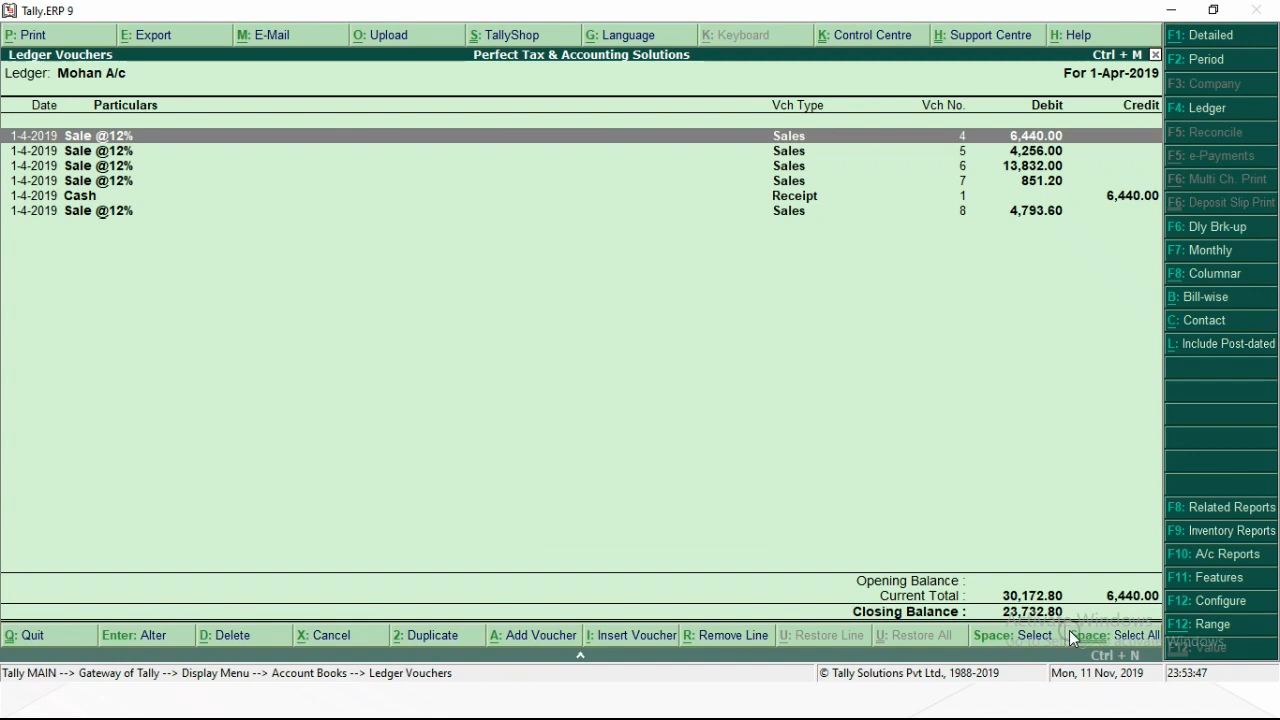 Tally.ERP 9
P: Print E: Export M: E-Mail O: Upload S: TallyShop G: Language K: Keyboard K: Control Centre H: Support Centre H: Help
Ledger Vouchers Perfect Tax & Accounting Solutions Ctrl + M
Ledger: Mohan A/c For 1-Apr-2019
Date Particulars Vch Type Vch No. Debit Credit
1-4-2019 Sale @12% Sales 4 6,440.00
1-4-2019 Sale @12% Sales 5 4,256.00
1-4-2019 Sale @12% Sales 6 13,832.00
1-4-2019 Sale @12% Sales 7 851.20
1-4-2019 Cash Receipt 1 6,440.00
1-4-2019 Sale @12% Sales 8 4,793.60
Opening Balance :
Current Total : 30,172.80 6,440.00
Closing Balance : 23,732.80
F1: Detailed
F2: Period
F3: Company
F4: Ledger
F5: Reconcile
F5: e-Payments
F6: Multi Ch. Print
F6: Deposit Slip Print
F6: Dly Brk-up
F7: Monthly
F8: Columnar
B: Bill-wise
C: Contact
L: Include Post-dated
F8: Related Reports
F9: Inventory Reports
F10: A/c Reports
F11: Features
F12: Configure
F12: Range
F12: Value
Activate Windows
Q: Quit Enter: Alter D: Delete X: Cancel 2: Duplicate A: Add Voucher I: Insert Voucher R: Remove Line U: Restore Line U: Restore All Space: Select Space: Select All
Ctrl + N
Tally MAIN --> Gateway of Tally --> Display Menu --> Account Books --> Ledger Vouchers © Tally Solutions Pvt Ltd., 1988-2019 Mon, 11 Nov, 2019 23:53:47